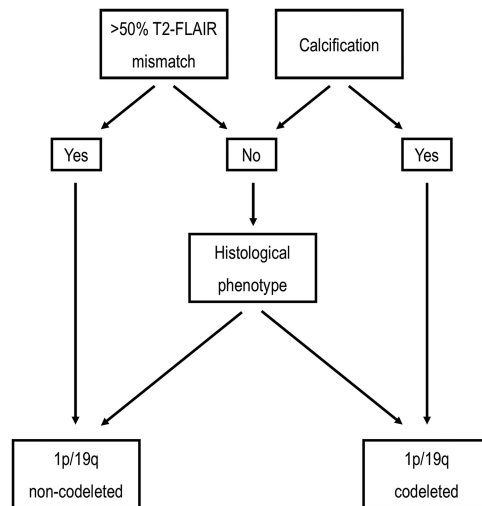 >50% T2-FLAIR
mismatch
Calcification
Yes
No
Yes
Histological
phenotype
1p/19q
non-codeleted
1p/19q
codeleted